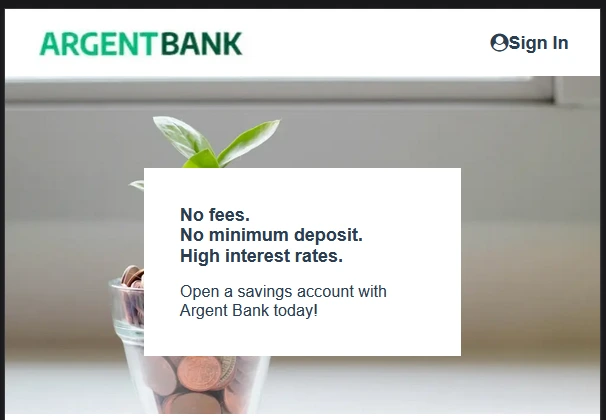 ARGENTBANK
Sign In
No fees.
No minimum deposit.
High interest rates.
Open a savings account with
Argent Bank today!